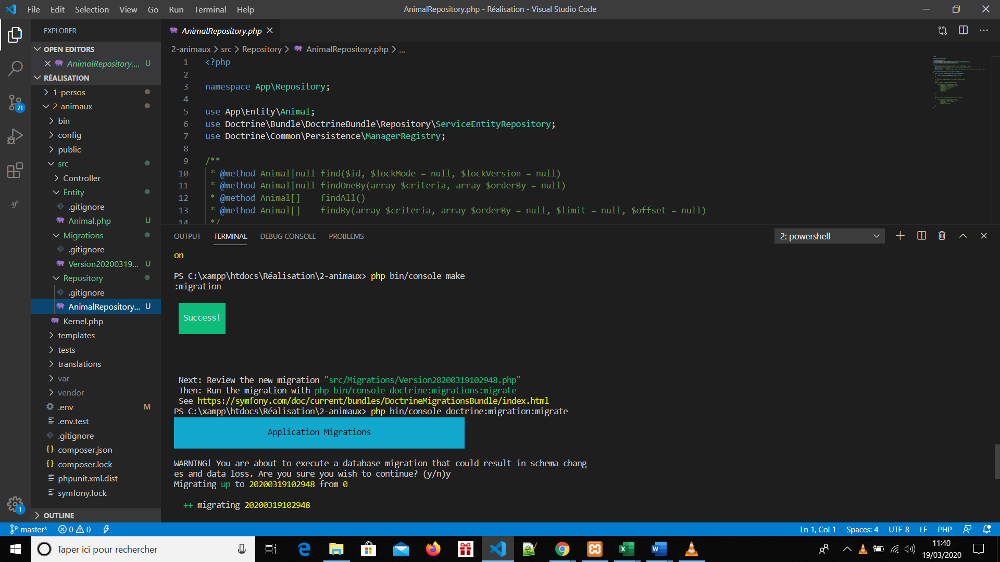 File Edit Selection View Go Run Terminal Help
AnimalRepository.php - Réalisation - Visual Studio Code
EXPLORER
OPEN EDITORS
AnimalRepository.... U
RÉALISATION
1-persos
2-animaux
bin
config
public
src
Controller
Entity
.gitignore
Animal.php U
Migrations
.gitignore
Version20200319... U
Repository
.gitignore
AnimalRepository... U
Kernel.php
templates
tests
translations
var
vendor
.env M
.env.test
.gitignore
composer.json
composer.lock
phpunit.xml.dist
symfony.lock
OUTLINE
71
1
AnimalRepository.php
2-animaux > src > Repository > AnimalRepository.php > ...
1 <?php
2
3 namespace App\Repository;
4
5 use App\Entity\Animal;
6 use Doctrine\Bundle\DoctrineBundle\Repository\ServiceEntityRepository;
7 use Doctrine\Common\Persistence\ManagerRegistry;
8
9 /**
10 * @method Animal|null find($id, $lockMode = null, $lockVersion = null)
11 * @method Animal|null findOneBy(array $criteria, array $orderBy = null)
12 * @method Animal[]    findAll()
13 * @method Animal[]    findBy(array $criteria, array $orderBy = null, $limit = null, $offset = null)
14 */
OUTPUT TERMINAL DEBUG CONSOLE PROBLEMS
2: powershell
on
PS C:\xampp\htdocs\Réalisation\2-animaux> php bin/console make
:migration
Success!
Next: Review the new migration "src/Migrations/Version20200319102948.php"
Then: Run the migration with php bin/console doctrine:migrations:migrate
See https://symfony.com/doc/current/bundles/DoctrineMigrationsBundle/index.html
PS C:\xampp\htdocs\Réalisation\2-animaux> php bin/console doctrine:migration:migrate
Application Migrations
WARNING! You are about to execute a database migration that could result in schema chang
es and data loss. Are you sure you wish to continue? (y/n)y
Migrating up to 20200319102948 from 0
++ migrating 20200319102948
master* 0 0
Ln 1, Col 1 Spaces: 4 UTF-8 LF PHP
Taper ici pour rechercher
11:40
19/03/2020